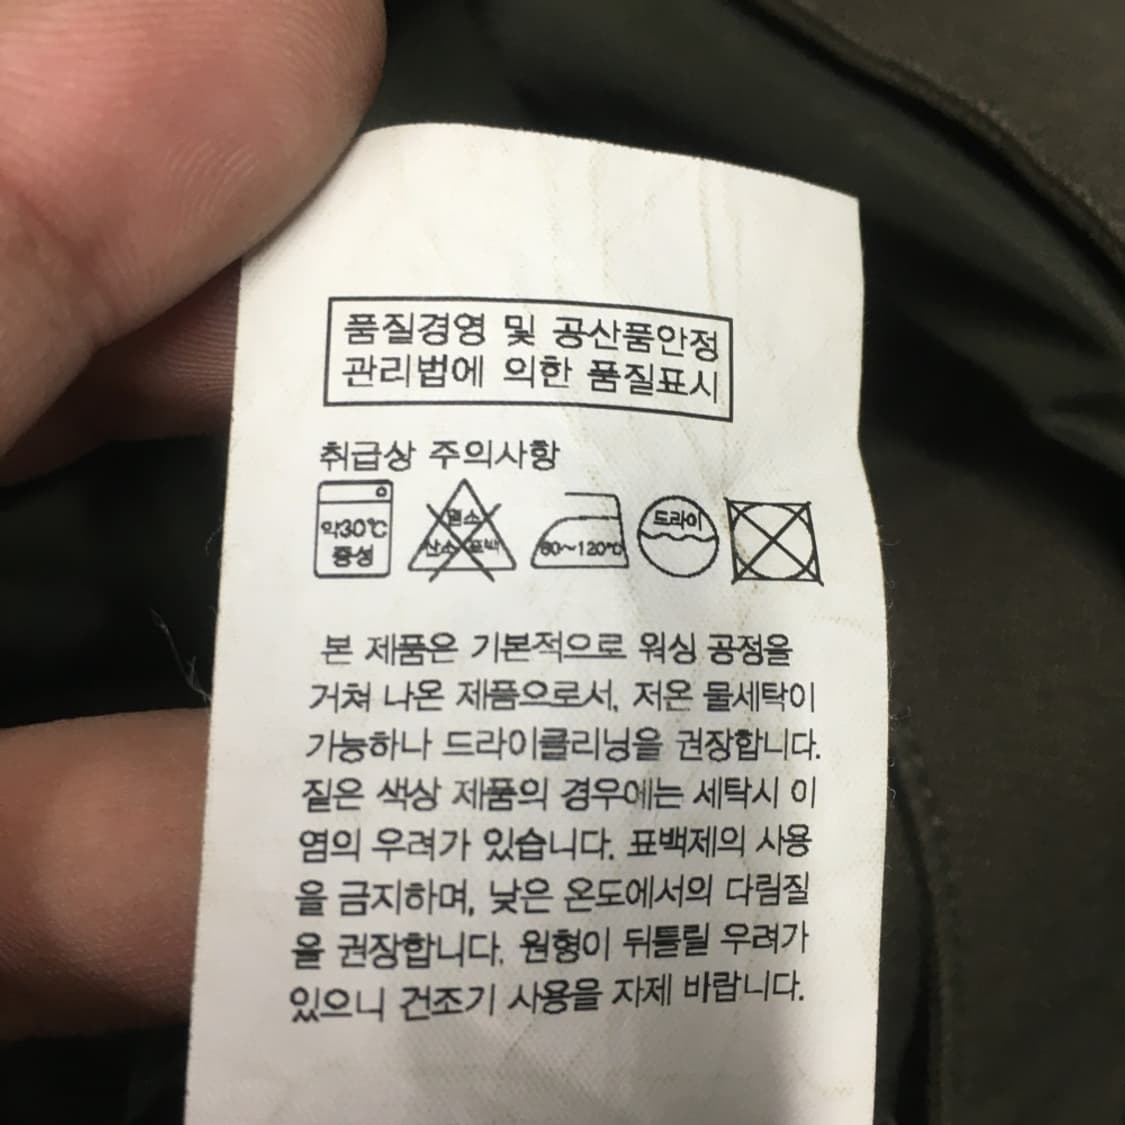 품질경영 및 공산품안정
관리법에 의한 품질표시
취급상 주의사항
약30℃
중성
염소
산소 표백
80~120℃
드라이
본 제품은 기본적으로 워싱 공정을
거쳐 나온 제품으로서, 저온 물세탁이
가능하나 드라이클리닝을 권장합니다.
짙은 색상 제품의 경우에는 세탁시 이
염의 우려가 있습니다. 표백제의 사용
을 금지하며, 낮은 온도에서의 다림질
을 권장합니다. 원형이 뒤틀릴 우려가
있으니 건조기 사용을 자제 바랍니다.